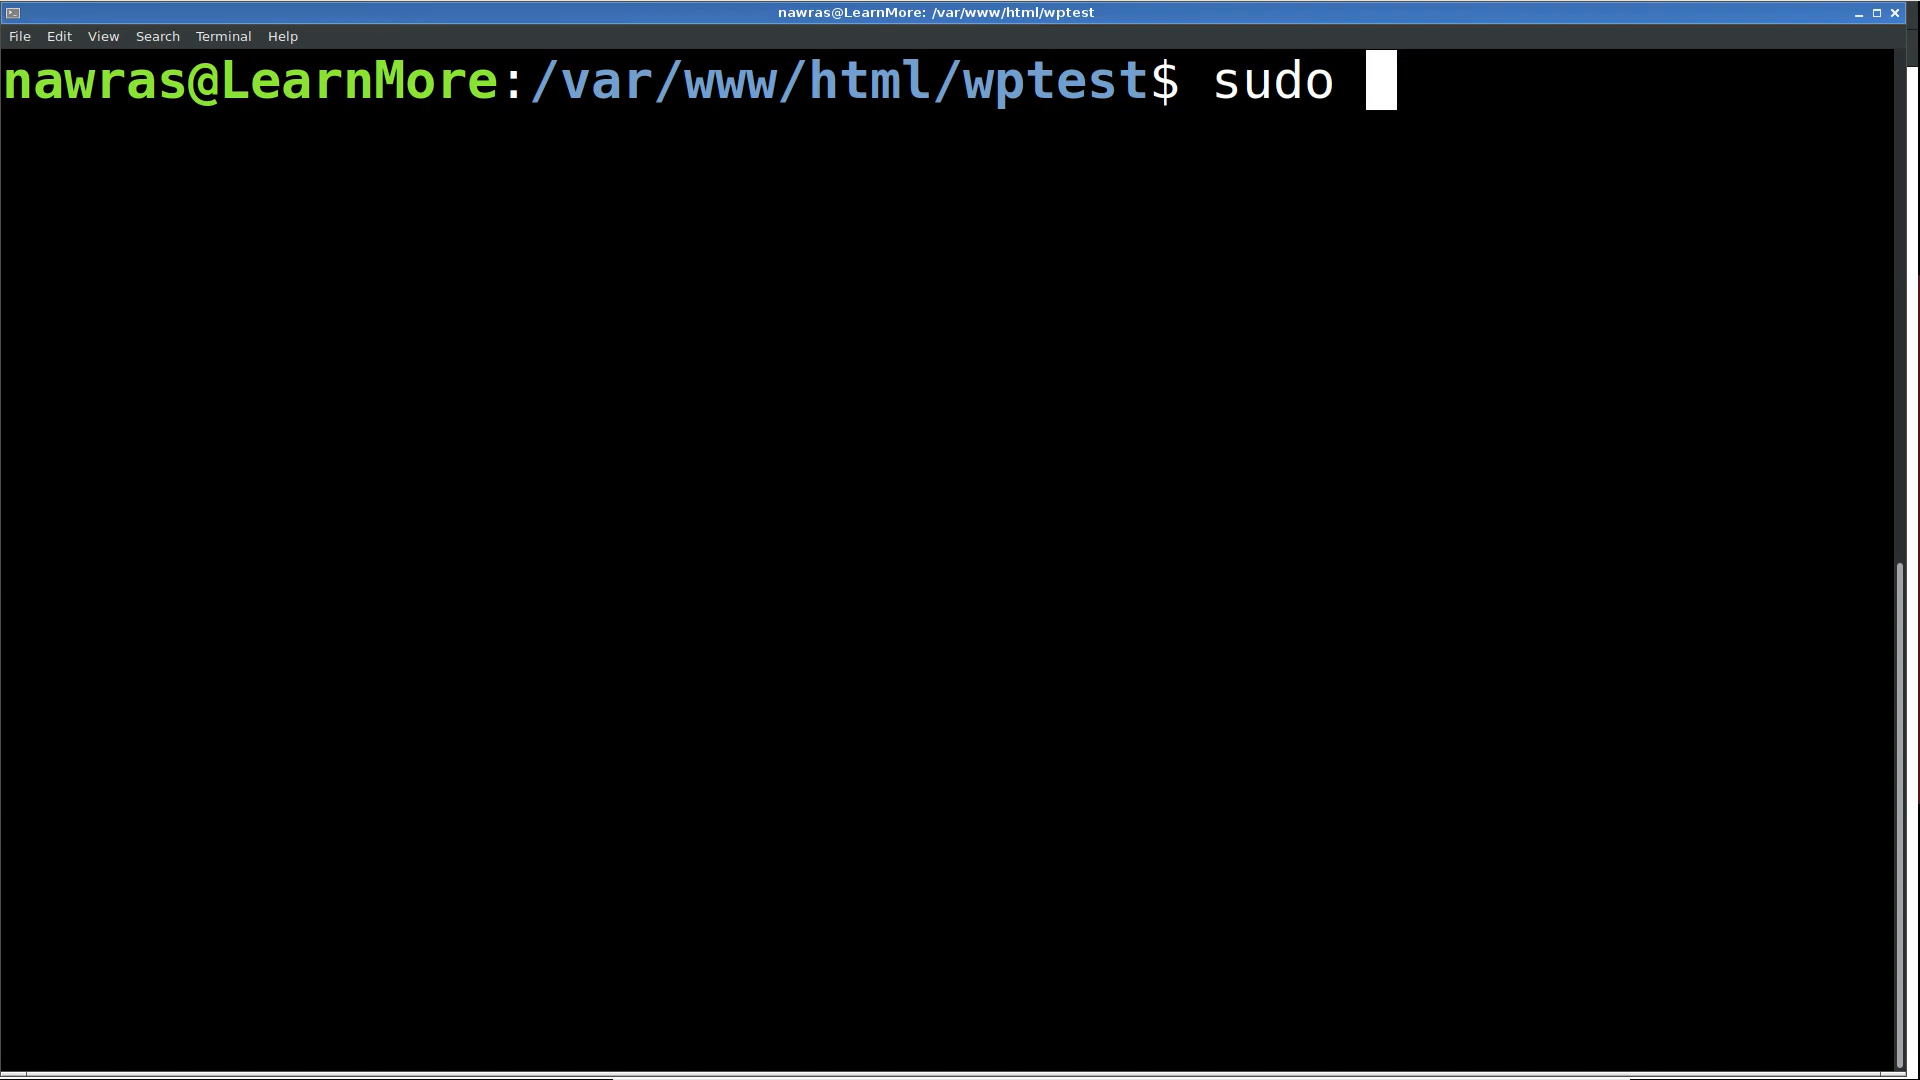 nawras@LearnMore: /var/www/html/wptest
File Edit View Search Terminal Help
nawras@LearnMore:/var/www/html/wptest$ sudo